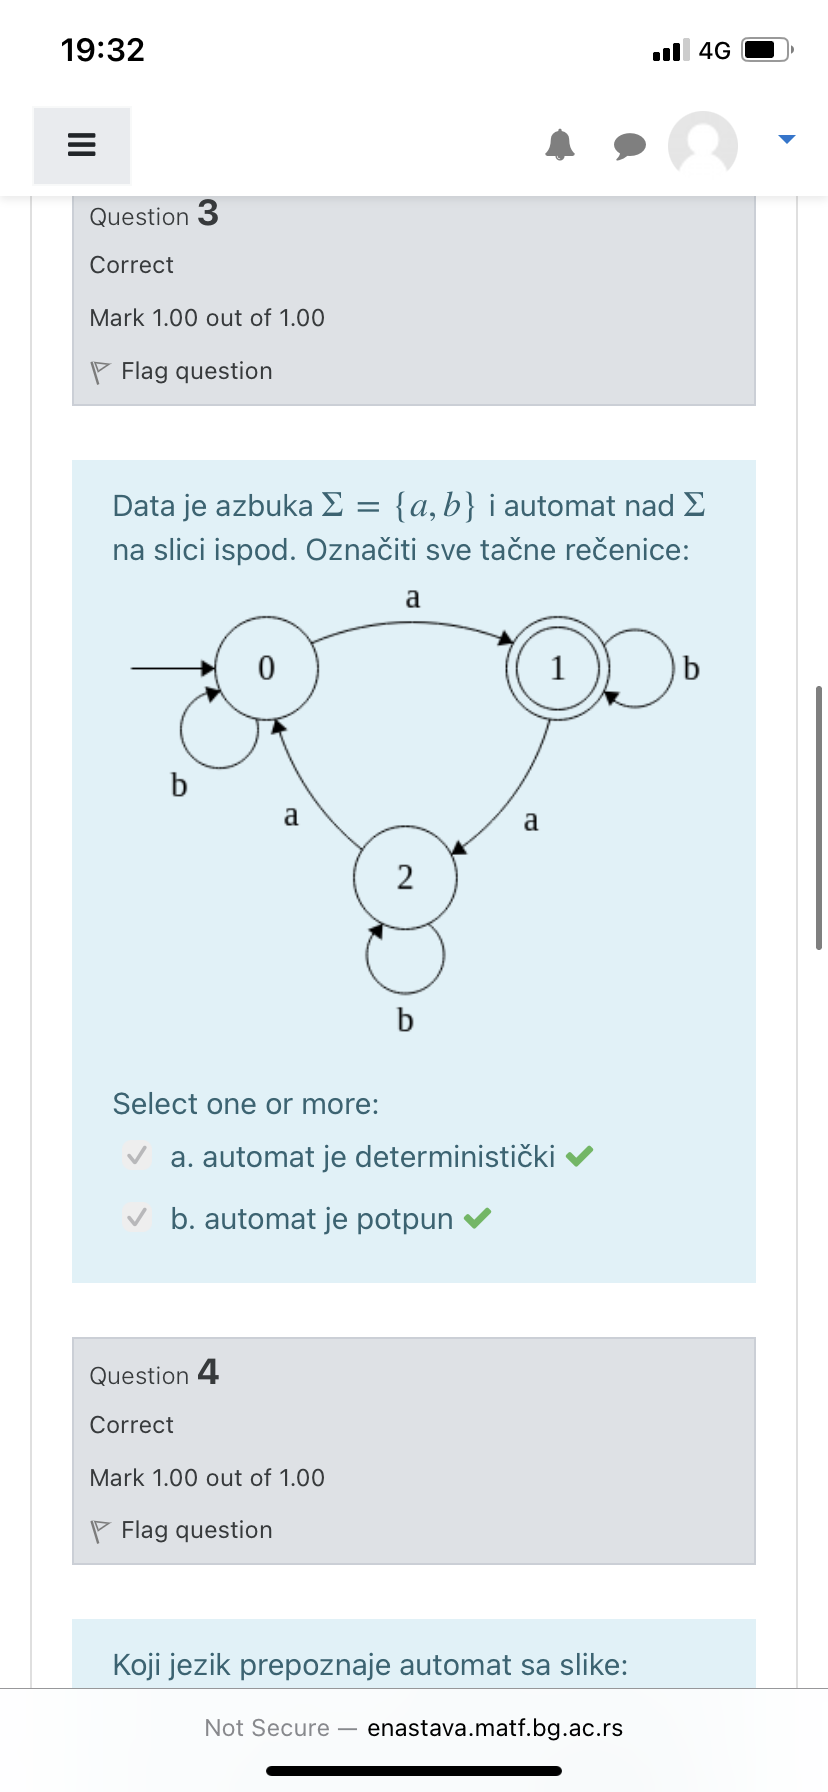 19:32
4G
Question 3
Correct
Mark 1.00 out of 1.00
Flag question
Data je azbuka Σ = {a, b} i automat nad Σ
na slici ispod. Označiti sve tačne rečenice:
a
0
1
b
b
a
a
2
b
Select one or more:
a. automat je deterministički
b. automat je potpun
Question 4
Correct
Mark 1.00 out of 1.00
Flag question
Koji jezik prepoznaje automat sa slike:
Not Secure — enastava.matf.bg.ac.rs